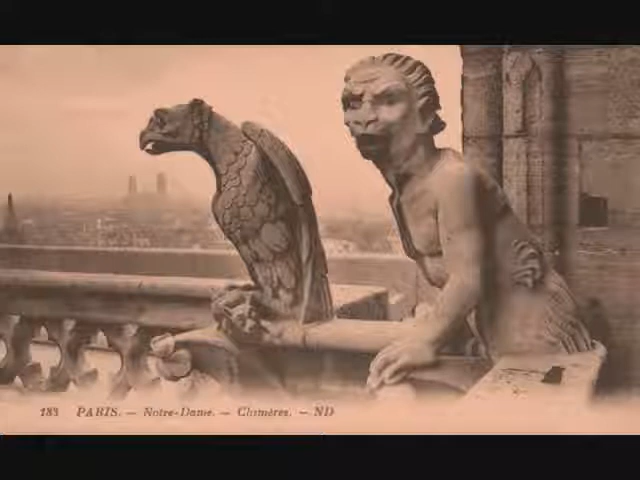 183 PARIS. — Notre-Dame. — Chimères. — ND